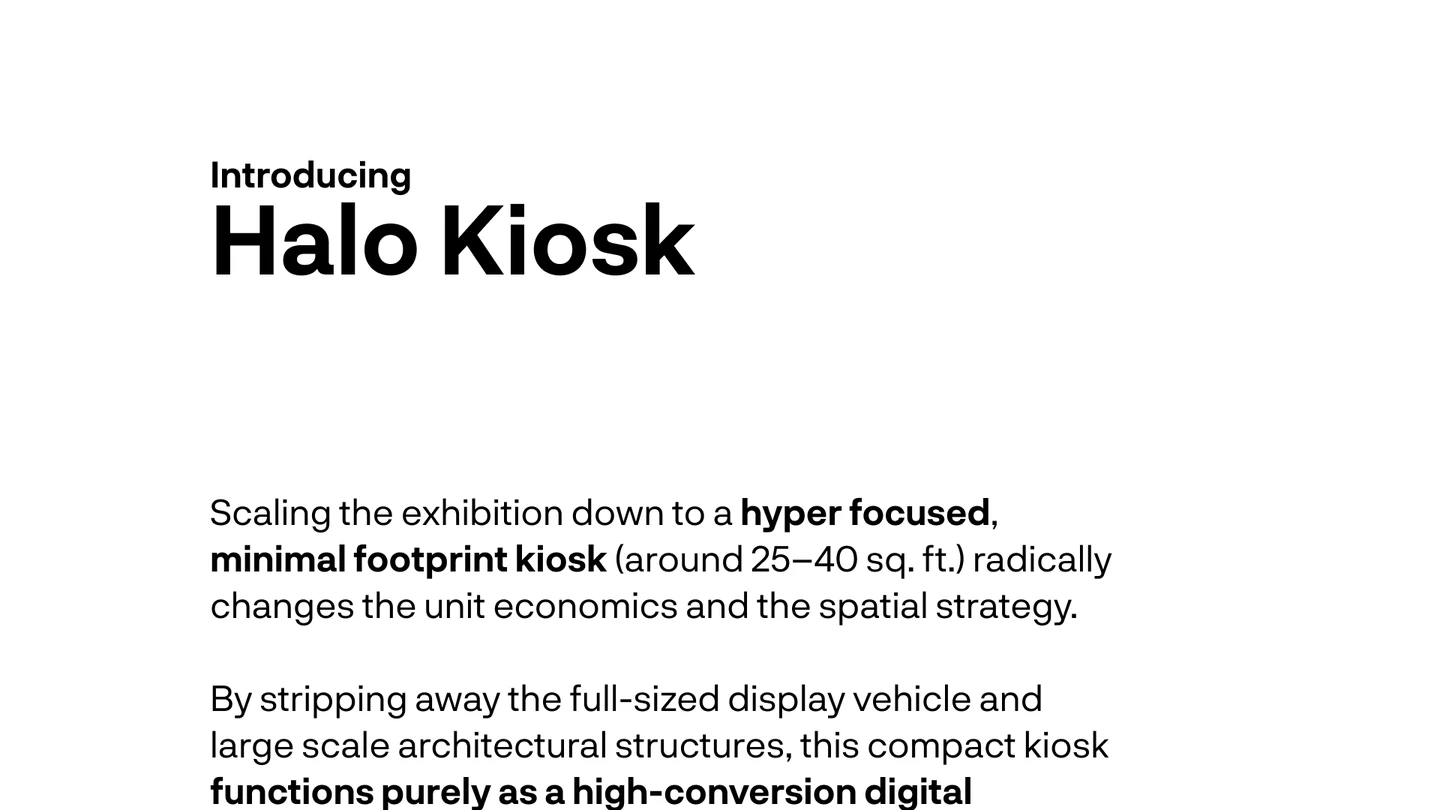 Introducing
Halo Kiosk
Scaling the exhibition down to a hyper focused,
minimal footprint kiosk (around 25–40 sq. ft.) radically
changes the unit economics and the spatial strategy.
By stripping away the full-sized display vehicle and
large scale architectural structures, this compact kiosk
functions purely as a high-conversion digital